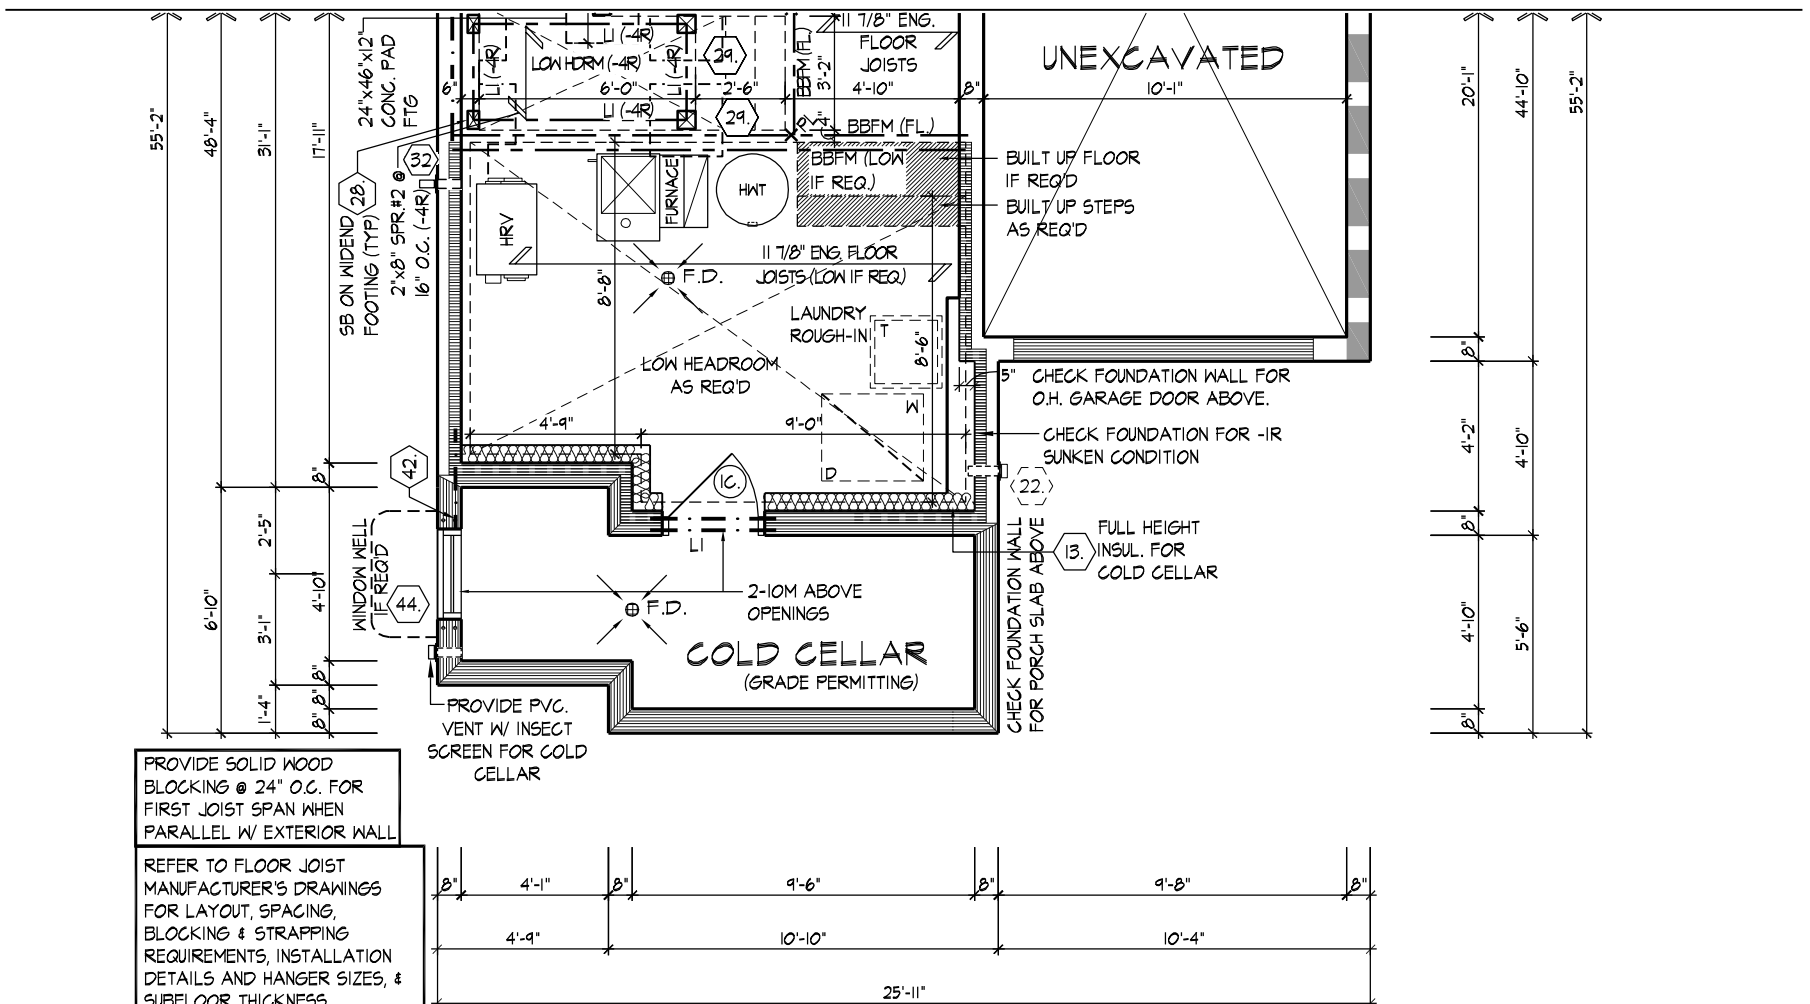 24"x46"x12"
CONC. PAD
FTG
55'-2"
48'-4"
31'-1"
17'-11"
6"
L1 (-4R)
LOW HDRM (-4R)
29.
BBFM (FL.)
3'-2"
11 7/8" ENG.
FLOOR
JOISTS
UNEXCAVATED
20'-1"
44'-10"
55'-2"
6'-0"
2'-6"
4'-10"
8"
10'-1"
L1 (-4R)
29.
BBFM (FL.)
32
28.
SB ON WIDEND
FOOTING (TYP)
2"x8" SPR.#2 @
16" O.C. (-4R)
HRV
FURNACE
HWT
BBFM (LOW
IF REQ.)
BUILT UP FLOOR
IF REQ'D
BUILT UP STEPS
AS REQ'D
8'-8"
F.D.
11 7/8" ENG. FLOOR
JOISTS (LOW IF REQ.)
LAUNDRY
ROUGH-IN
T
8'-6"
LOW HEADROOM
AS REQ'D
W
D
5"
CHECK FOUNDATION WALL FOR
O.H. GARAGE DOOR ABOVE.
4'-9"
9'-0"
CHECK FOUNDATION FOR -1R
SUNKEN CONDITION
8"
4'-2"
4'-10"
42.
1C.
22.
8"
L1
13.
FULL HEIGHT
INSUL. FOR
COLD CELLAR
8"
2'-5"
WINDOW WELL
IF REQ'D
44.
CHECK FOUNDATION WALL
FOR PORCH SLAB ABOVE
2-10M ABOVE
OPENINGS
F.D.
COLD CELLAR
(GRADE PERMITTING)
6'-10"
3'-1"
4'-10"
8"
8"
1'-4"
8"
4'-10"
5'-6"
8"
PROVIDE PVC.
VENT W/ INSECT
SCREEN FOR COLD
CELLAR
PROVIDE SOLID WOOD
BLOCKING @ 24" O.C. FOR
FIRST JOIST SPAN WHEN
PARALLEL W/ EXTERIOR WALL
REFER TO FLOOR JOIST
MANUFACTURER'S DRAWINGS
FOR LAYOUT, SPACING,
BLOCKING & STRAPPING
REQUIREMENTS, INSTALLATION
DETAILS AND HANGER SIZES, &
SUBFLOOR THICKNESS
8"
4'-1"
8"
9'-6"
8"
9'-8"
8"
4'-9"
10'-10"
10'-4"
25'-11"